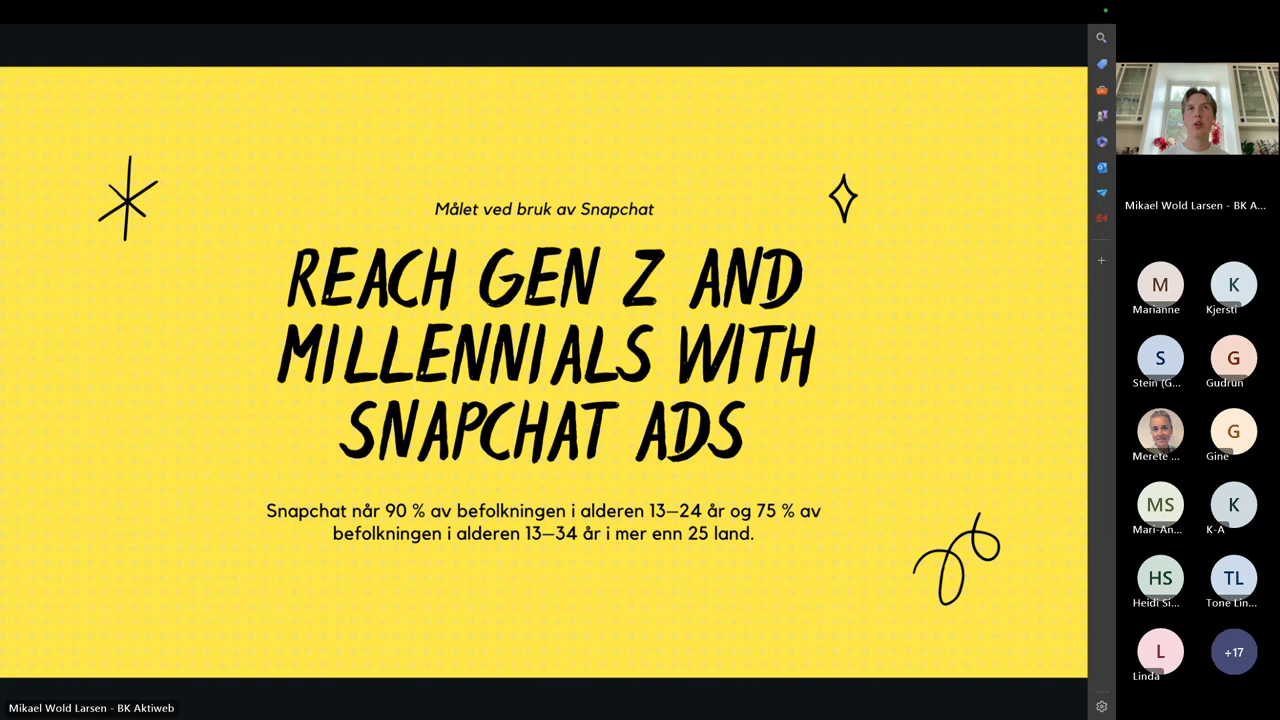 Målet ved bruk av Snapchat
REACH GEN Z AND
MILLENNIALS WITH
SNAPCHAT ADS
Snapchat når 90 % av befolkningen i alderen 13–24 år og 75 % av
befolkningen i alderen 13–34 år i mer enn 25 land.
Mikael Wold Larsen - BK Aktiweb
Mikael Wold Larsen - BK A...
M
Marianne
K
Kjersti
S
Stein (G...
G
Gudrun
Merete ...
G
Gine
MS
Mari-An...
K
K-A
HS
Heidi Si...
TL
Tone Lin...
L
Linda
+17